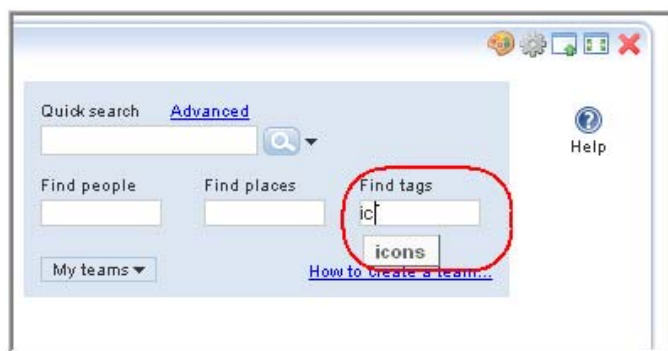 Quick search Advanced
Help
Find people Find places Find tags
ic
icons
My teams How to create a team...